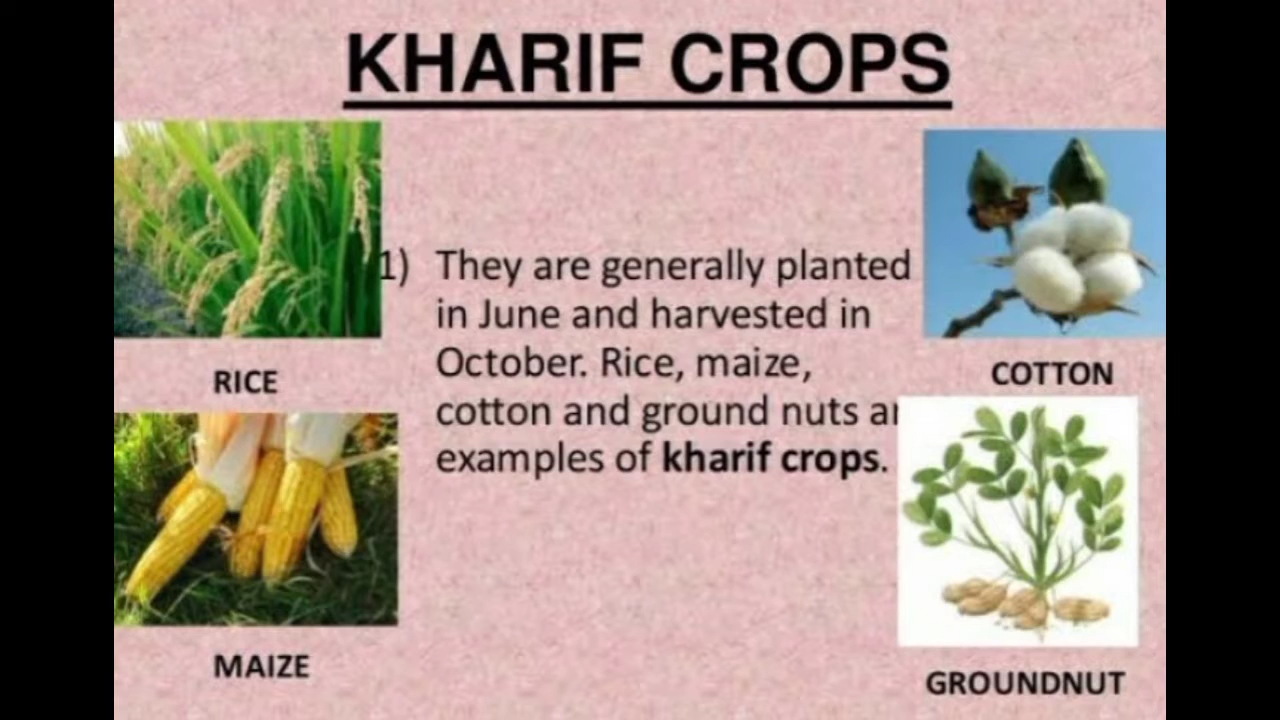 KHARIF CROPS
1) They are generally planted
in June and harvested in
October. Rice, maize,
cotton and ground nuts
examples of kharif crops.
RICE
COTTON
MAIZE
GROUNDNUT